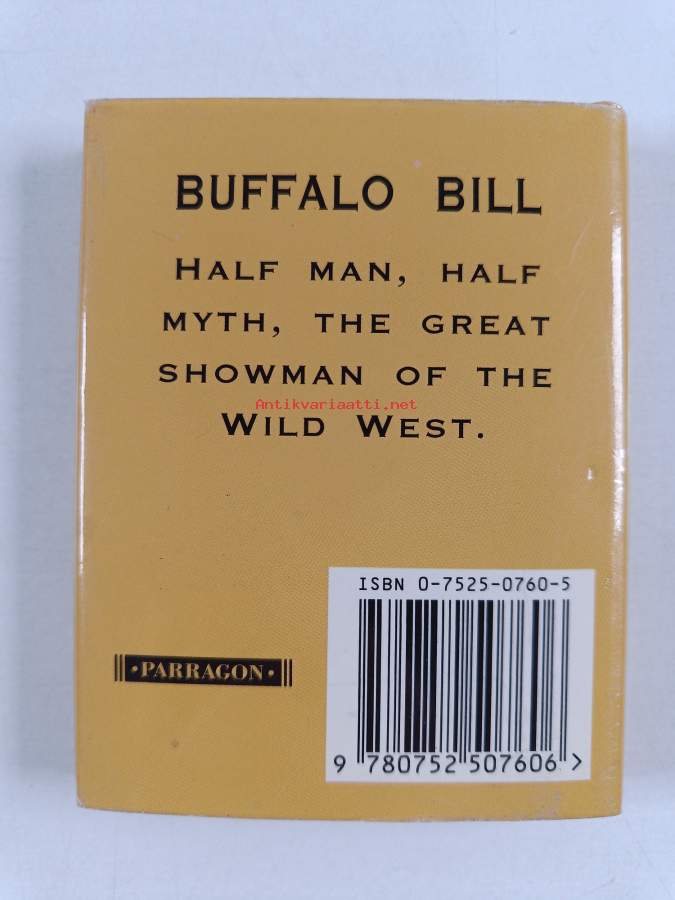 BUFFALO BILL
HALF MAN, HALF
MYTH, THE GREAT
SHOWMAN OF THE
Antikvariaatti.net
WILD WEST.
ISBN 0-7525-0760-5
·PARRAGON·
9 780752 507606 >